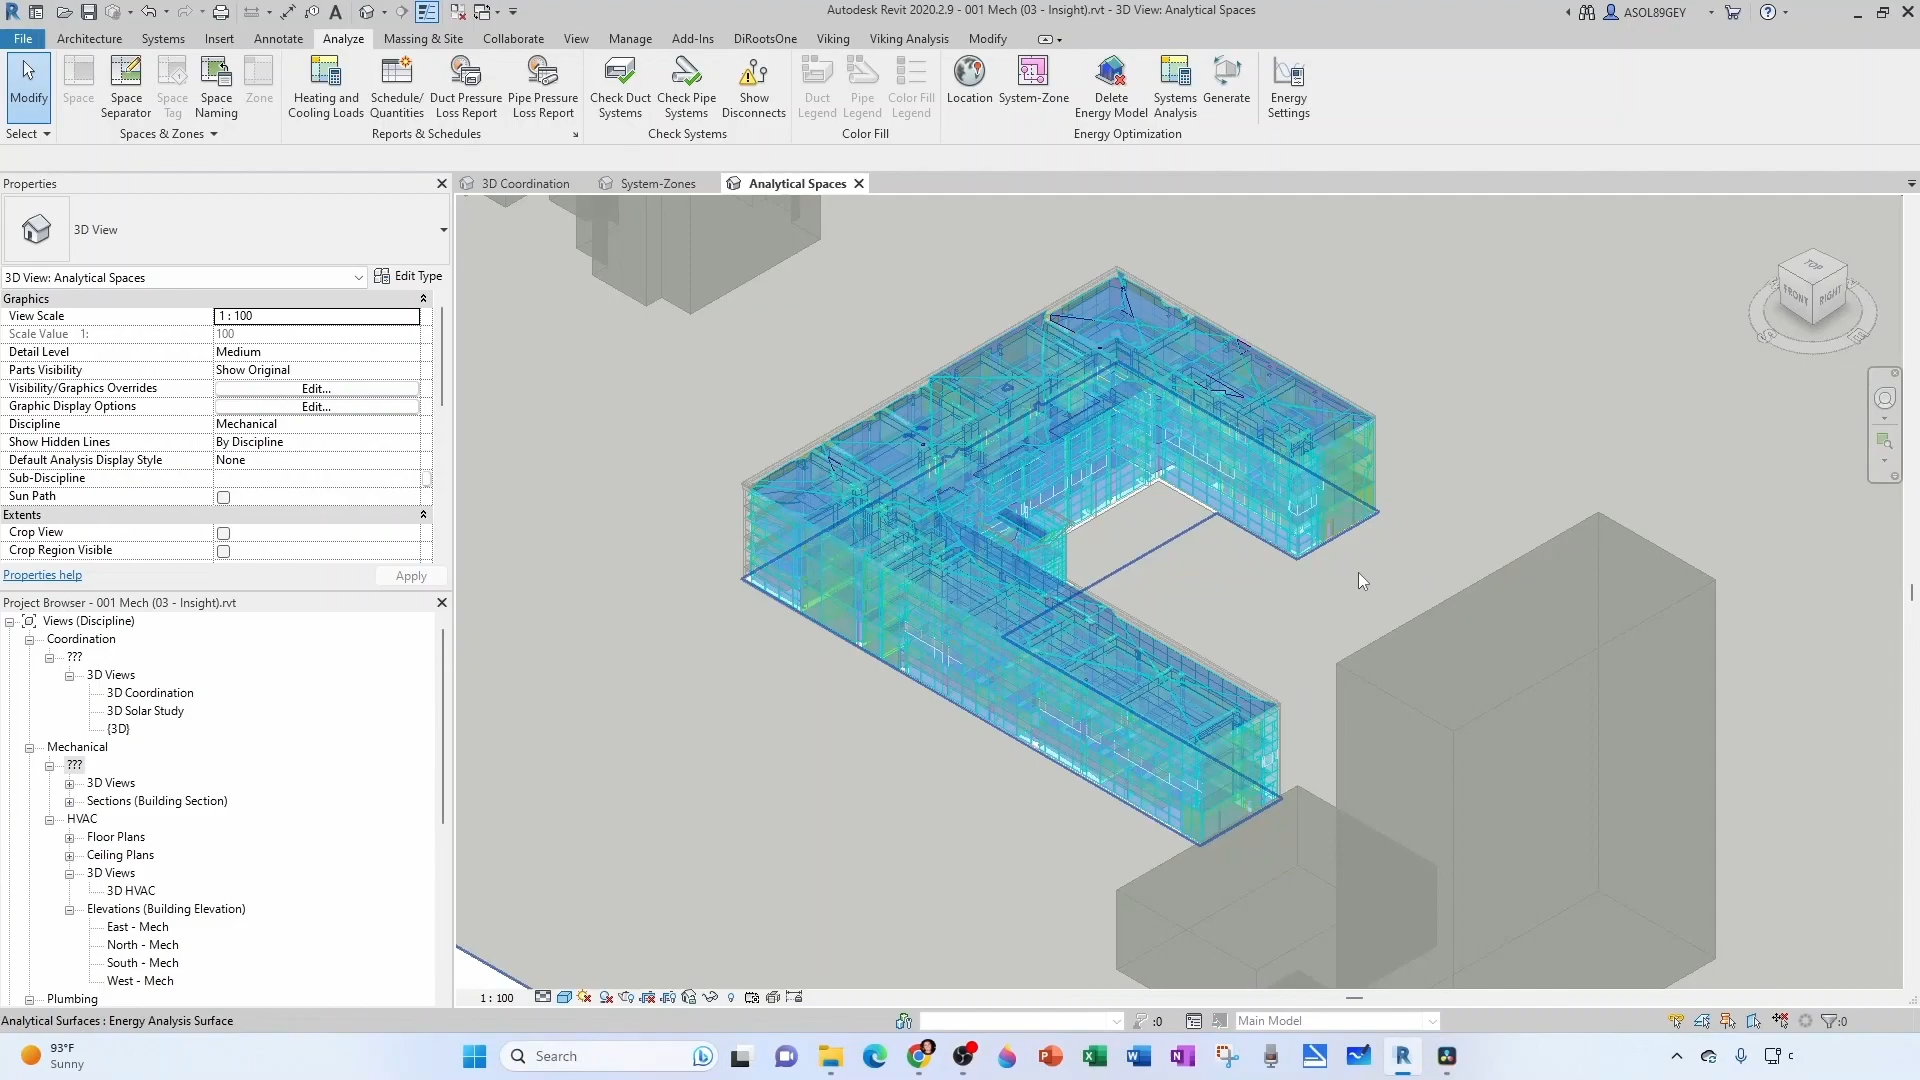 Autodesk Revit 2020.2.9 - 001 Mech (03 - Insight).rvt - 3D View: Analytical Spaces
ASOL89GEY
File Architecture Systems Insert Annotate Analyze Massing & Site Collaborate View Manage Add-Ins DiRootsOne Viking Viking Analysis Modify
Modify
Space
Space Separator
Space Tag
Space Naming
Zone
Heating and Cooling Loads
Schedule/ Quantities
Duct Pressure Loss Report
Pipe Pressure Loss Report
Check Duct Systems
Check Pipe Systems
Show Disconnects
Duct Legend
Pipe Legend
Color Fill Legend
Location
System-Zone
Delete Energy Model
Systems Analysis
Generate
Energy Settings
Select
Spaces & Zones
Reports & Schedules
Check Systems
Color Fill
Energy Optimization
Properties
3D Coordination
System-Zones
Analytical Spaces
3D View
3D View: Analytical Spaces
Edit Type
Graphics
View Scale 1 : 100
Scale Value 1: 100
Detail Level Medium
Parts Visibility Show Original
Visibility/Graphics Overrides Edit...
Graphic Display Options Edit...
Discipline Mechanical
Show Hidden Lines By Discipline
Default Analysis Display Style None
Sub-Discipline
Sun Path
Extents
Crop View
Crop Region Visible
Properties help
Apply
Project Browser - 001 Mech (03 - Insight).rvt
Views (Discipline)
Coordination
???
3D Views
3D Coordination
3D Solar Study
{3D}
Mechanical
???
3D Views
Sections (Building Section)
HVAC
Floor Plans
Ceiling Plans
3D Views
3D HVAC
Elevations (Building Elevation)
East - Mech
North - Mech
South - Mech
West - Mech
Plumbing
TOP
FRONT
RIGHT
S
E
1 : 100
Analytical Surfaces : Energy Analysis Surface
:0
Main Model
:0
93°F
Sunny
Search